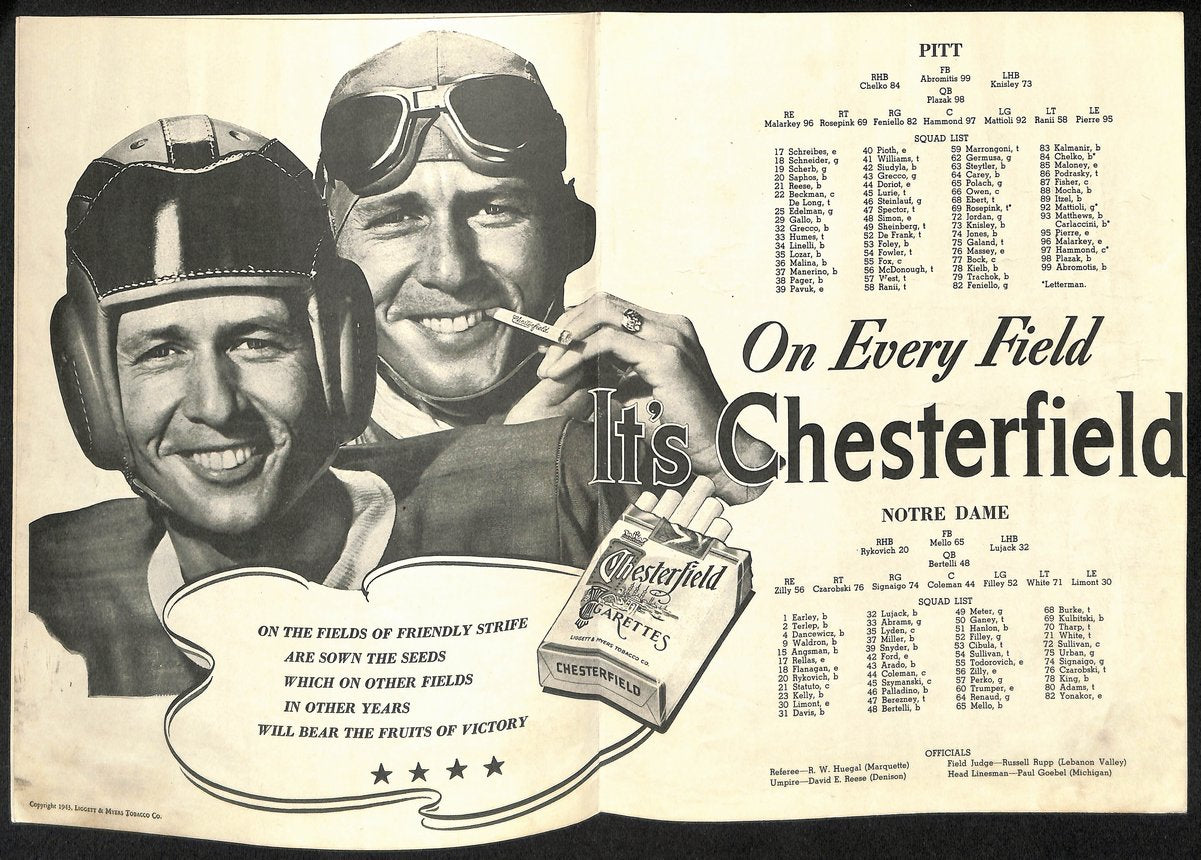 PITT
FB
RHB Abromitis 99 LHB
Chelko 84 QB Knisley 73
Plazak 98
RE RT RG C LG LT LE
Malarkey 96 Rosepink 69 Feniello 82 Hammond 97 Mattioli 92 Ranii 58 Pierre 95
SQUAD LIST
17 Schreibes, e
18 Schneider, g
19 Scherb, g
20 Saphos, b
21 Reese, b
22 Beckman, c
De Long, t
25 Edelman, g
29 Gallo, b
32 Grecco, b
33 Humes, t
34 Linelli, b
35 Lozar, b
36 Malina, b
37 Manerino, b
38 Pager, b
39 Pavuk, e
40 Pioth, e
41 Williams, t
42 Siudyla, b
43 Grecco, g
44 Doriot, e
45 Lurie, t
46 Steinlauf, g
47 Spector, t
48 Simon, e
49 Sheinberg, t
52 De Frank, t
53 Foley, b
54 Fowler, t
55 Fox, c
56 McDonough, t
57 West, t
58 Ranii, t
59 Marrongoni, t
62 Germusa, g
63 Steytler, b
64 Carey, b
65 Polach, g
66 Owen, c
68 Ebert, t
69 Rosepink, t*
72 Jordan, g
73 Knisley, b
74 Jones, b
75 Galand, t
76 Massey, e
77 Bock, c
78 Kielb, b
79 Trachok, b
82 Feniello, g
83 Kalmanir, b
84 Chelko, b*
85 Maloney, e
86 Podrasky, t
87 Fisher, c
88 Mocha, b
89 Itzel, b
92 Mattioli, g*
93 Matthews, b
Carlaccini, b*
95 Pierre, e
96 Malarkey, e
97 Hammond, c*
98 Plazak, b
99 Abromotis, b
*Letterman.
On Every Field
It's Chesterfield
Chesterfield
Chesterfield
CIGARETTES
LIGGETT & MYERS TOBACCO CO.
CHESTERFIELD
ON THE FIELDS OF FRIENDLY STRIFE
ARE SOWN THE SEEDS
WHICH ON OTHER FIELDS
IN OTHER YEARS
WILL BEAR THE FRUITS OF VICTORY
Copyright 1943, LIGGETT & MYERS TOBACCO CO.
NOTRE DAME
FB
RHB Mello 65 LHB
Rykovich 20 QB Lujack 32
Bertelli 48
RE RT RG C LG LT LE
Zilly 56 Czarobski 76 Signaigo 74 Coleman 44 Filley 52 White 71 Limont 30
SQUAD LIST
1 Earley, b
2 Terlep, b
4 Dancewicz, b
9 Waldron, b
15 Angsman, b
17 Rellas, e
18 Flanagan, e
20 Rykovich, b
21 Statuto, c
23 Kelly, b
30 Limont, e
31 Davis, b
32 Lujack, b
33 Abrams, g
35 Lyden, c
37 Miller, b
39 Snyder, b
42 Ford, e
43 Arado, b
44 Coleman, c
45 Szymanski, c
46 Palladino, b
47 Berezney, t
48 Bertelli, b
49 Meter, g
50 Ganey, t
51 Hanlon, b
52 Filley, g
53 Cibula, t
54 Sullivan, t
55 Todorovich, e
56 Zilly, e
57 Perko, g
60 Trumper, e
64 Renaud, g
65 Mello, b
68 Burke, t
69 Kulbitski, b
70 Tharp, t
71 White, t
72 Sullivan, c
75 Urban, g
74 Signaigo, g
76 Czarobski, t
78 King, b
80 Adams, t
82 Yonakor, e
OFFICIALS
Referee—R. W. Huegal (Marquette)
Umpire—David E. Reese (Denison)
Field Judge—Russell Rupp (Lebanon Valley)
Head Linesman—Paul Goebel (Michigan)